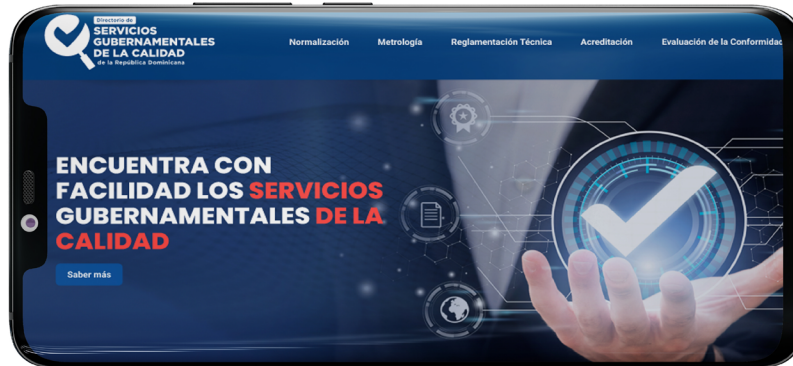 Directorio de
SERVICIOS
GUBERNAMENTALES
DE LA CALIDAD
de la República Dominicana
Normalización Metrología Reglamentación Técnica Acreditación Evaluación de la Conformidad
ENCUENTRA CON
FACILIDAD LOS SERVICIOS
GUBERNAMENTALES DE LA
CALIDAD
Saber más